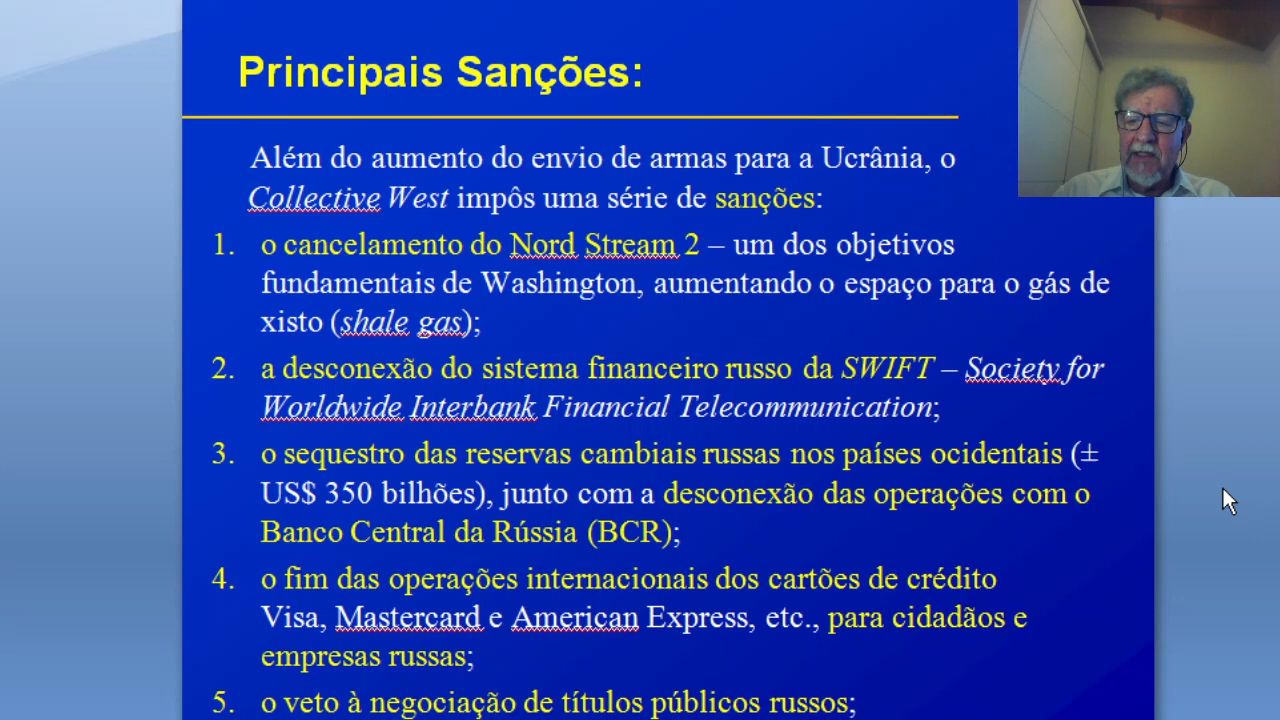 Principais Sanções:
Além do aumento do envio de armas para a Ucrânia, o
Collective West impôs uma série de sanções:
1. o cancelamento do Nord Stream 2 – um dos objetivos
fundamentais de Washington, aumentando o espaço para o gás de
xisto (shale gas);
2. a desconexão do sistema financeiro russo da SWIFT – Society for
Worldwide Interbank Financial Telecommunication;
3. o sequestro das reservas cambiais russas nos países ocidentais (±
US$ 350 bilhões), junto com a desconexão das operações com o
Banco Central da Rússia (BCR);
4. o fim das operações internacionais dos cartões de crédito
Visa, Mastercard e American Express, etc., para cidadãos e
empresas russas;
5. o veto à negociação de títulos públicos russos;